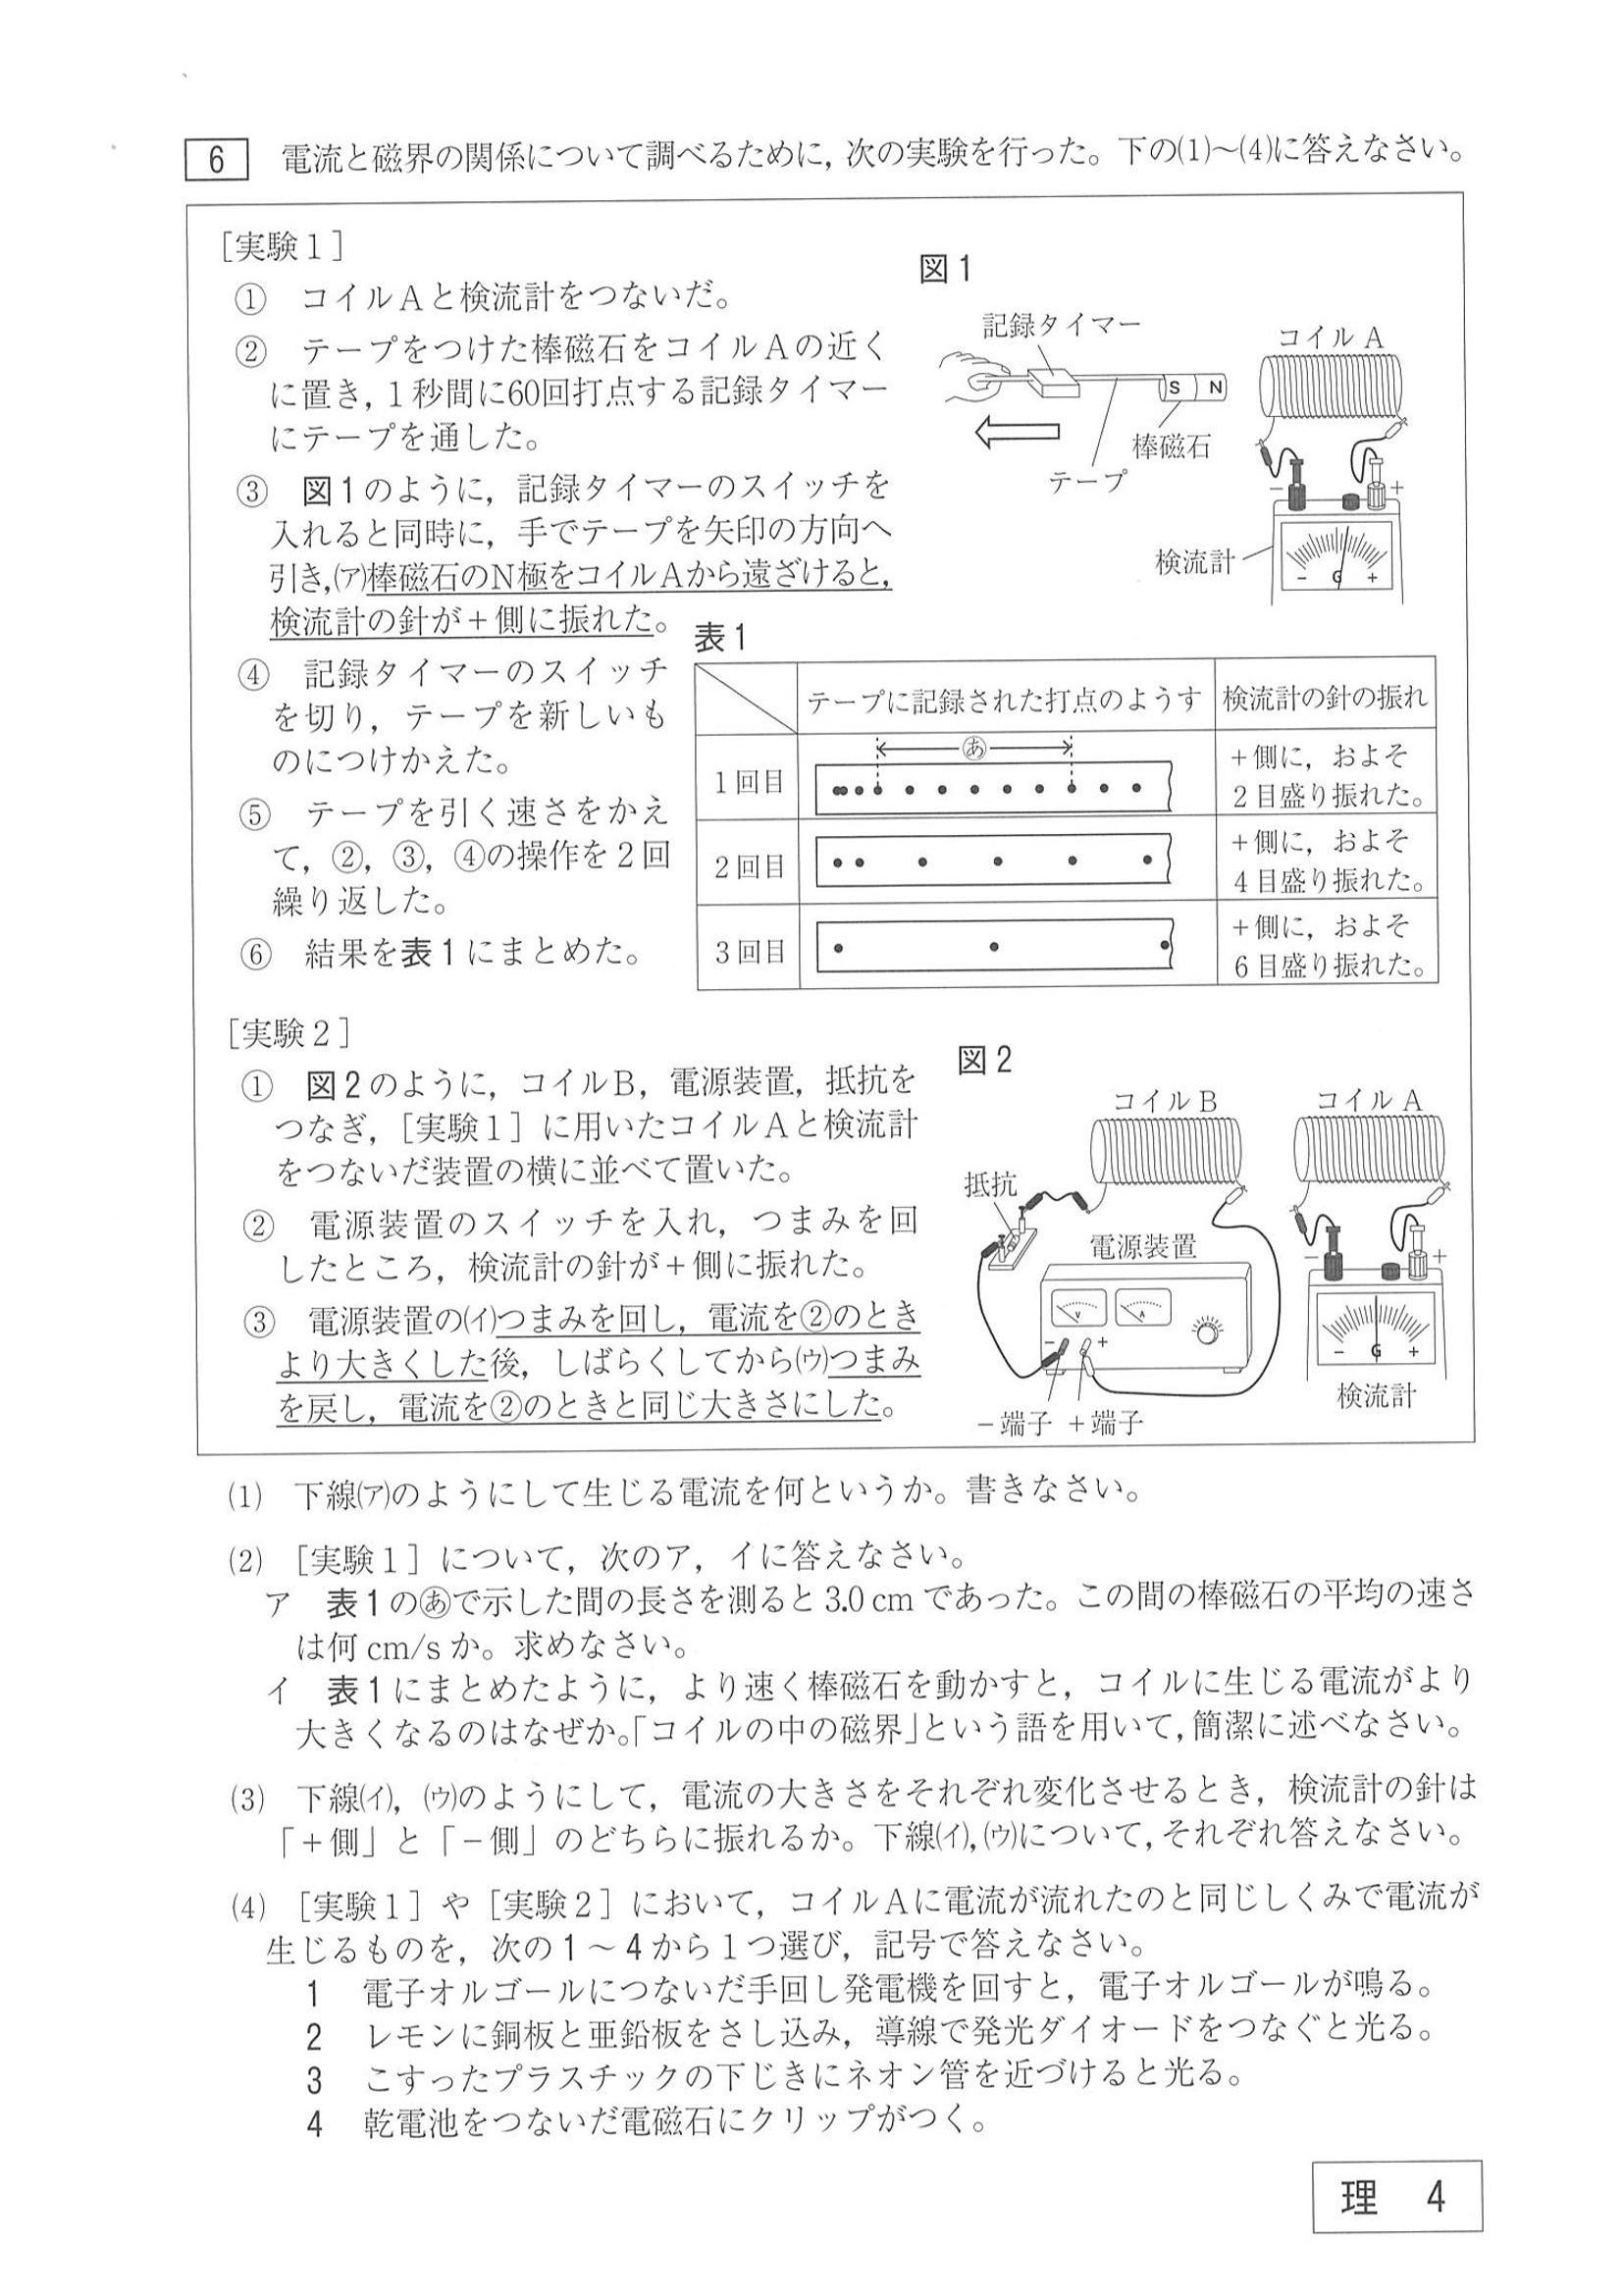 6 電流と磁界の関係について調べるために，次の実験を行った。下の⑴〜⑷に答えなさい。
［実験１］
① コイルＡと検流計をつないだ。
② テープをつけた棒磁石をコイルＡの近く
に置き，１秒間に60回打点する記録タイマー
にテープを通した。
③ 図１のように，記録タイマーのスイッチを
入れると同時に，手でテープを矢印の方向へ
引き，㈠棒磁石のＮ極をコイルＡから遠ざけると，
検流計の針が＋側に振れた。
④ 記録タイマーのスイッチ
を切り，テープを新しいも
のにつけかえた。
⑤ テープを引く速さをかえ
て，②，③，④の操作を２回
繰り返した。
⑥ 結果を表１にまとめた。
図１
記録タイマー
コイル A
S N
棒磁石
テープ
－ ＋
検流計
－ G ＋
表１
テープに記録された打点のようす 検流計の針の振れ
１回目 あ ＋側に，およそ
２目盛り振れた。
２回目 ＋側に，およそ
４目盛り振れた。
３回目 ＋側に，およそ
６目盛り振れた。
［実験２］
① 図２のように，コイルＢ，電源装置，抵抗を
つなぎ，［実験１］に用いたコイルＡと検流計
をつないだ装置の横に並べて置いた。
② 電源装置のスイッチを入れ，つまみを回
したところ，検流計の針が＋側に振れた。
③ 電源装置の(イ)つまみを回し，電流を②のとき
より大きくした後，しばらくしてから(ウ)つまみ
を戻し，電流を②のときと同じ大きさにした。
図２
コイル B コイル A
抵抗
電源装置
V A
－ ＋
－ ＋
－ G ＋
検流計
－端子 ＋端子
⑴ 下線(ア)のようにして生じる電流を何というか。書きなさい。
⑵ ［実験１］について，次のア，イに答えなさい。
ア 表１のあで示した間の長さを測ると 3.0 cm であった。この間の棒磁石の平均の速さ
は何 cm/s か。求めなさい。
イ 表１にまとめたように，より速く棒磁石を動かすと，コイルに生じる電流がより
大きくなるのはなぜか。「コイルの中の磁界」という語を用いて，簡潔に述べなさい。
⑶ 下線(イ)，(ウ)のようにして，電流の大きさをそれぞれ変化させるとき，検流計の針は
「＋側」と「－側」のどちらに振れるか。下線(イ)，(ウ)について，それぞれ答えなさい。
⑷ ［実験１］や［実験２］において，コイルＡに電流が流れたのと同じしくみで電流が
生じるものを，次の１〜４から１つ選び，記号で答えなさい。
１ 電子オルゴールにつないだ手回し発電機を回すと，電子オルゴールが鳴る。
２ レモンに銅板と亜鉛板をさし込み，導線で発光ダイオードをつなぐと光る。
３ こすったプラスチックの下じきにネオン管を近づけると光る。
４ 乾電池をつないだ電磁石にクリップがつく。
理 4